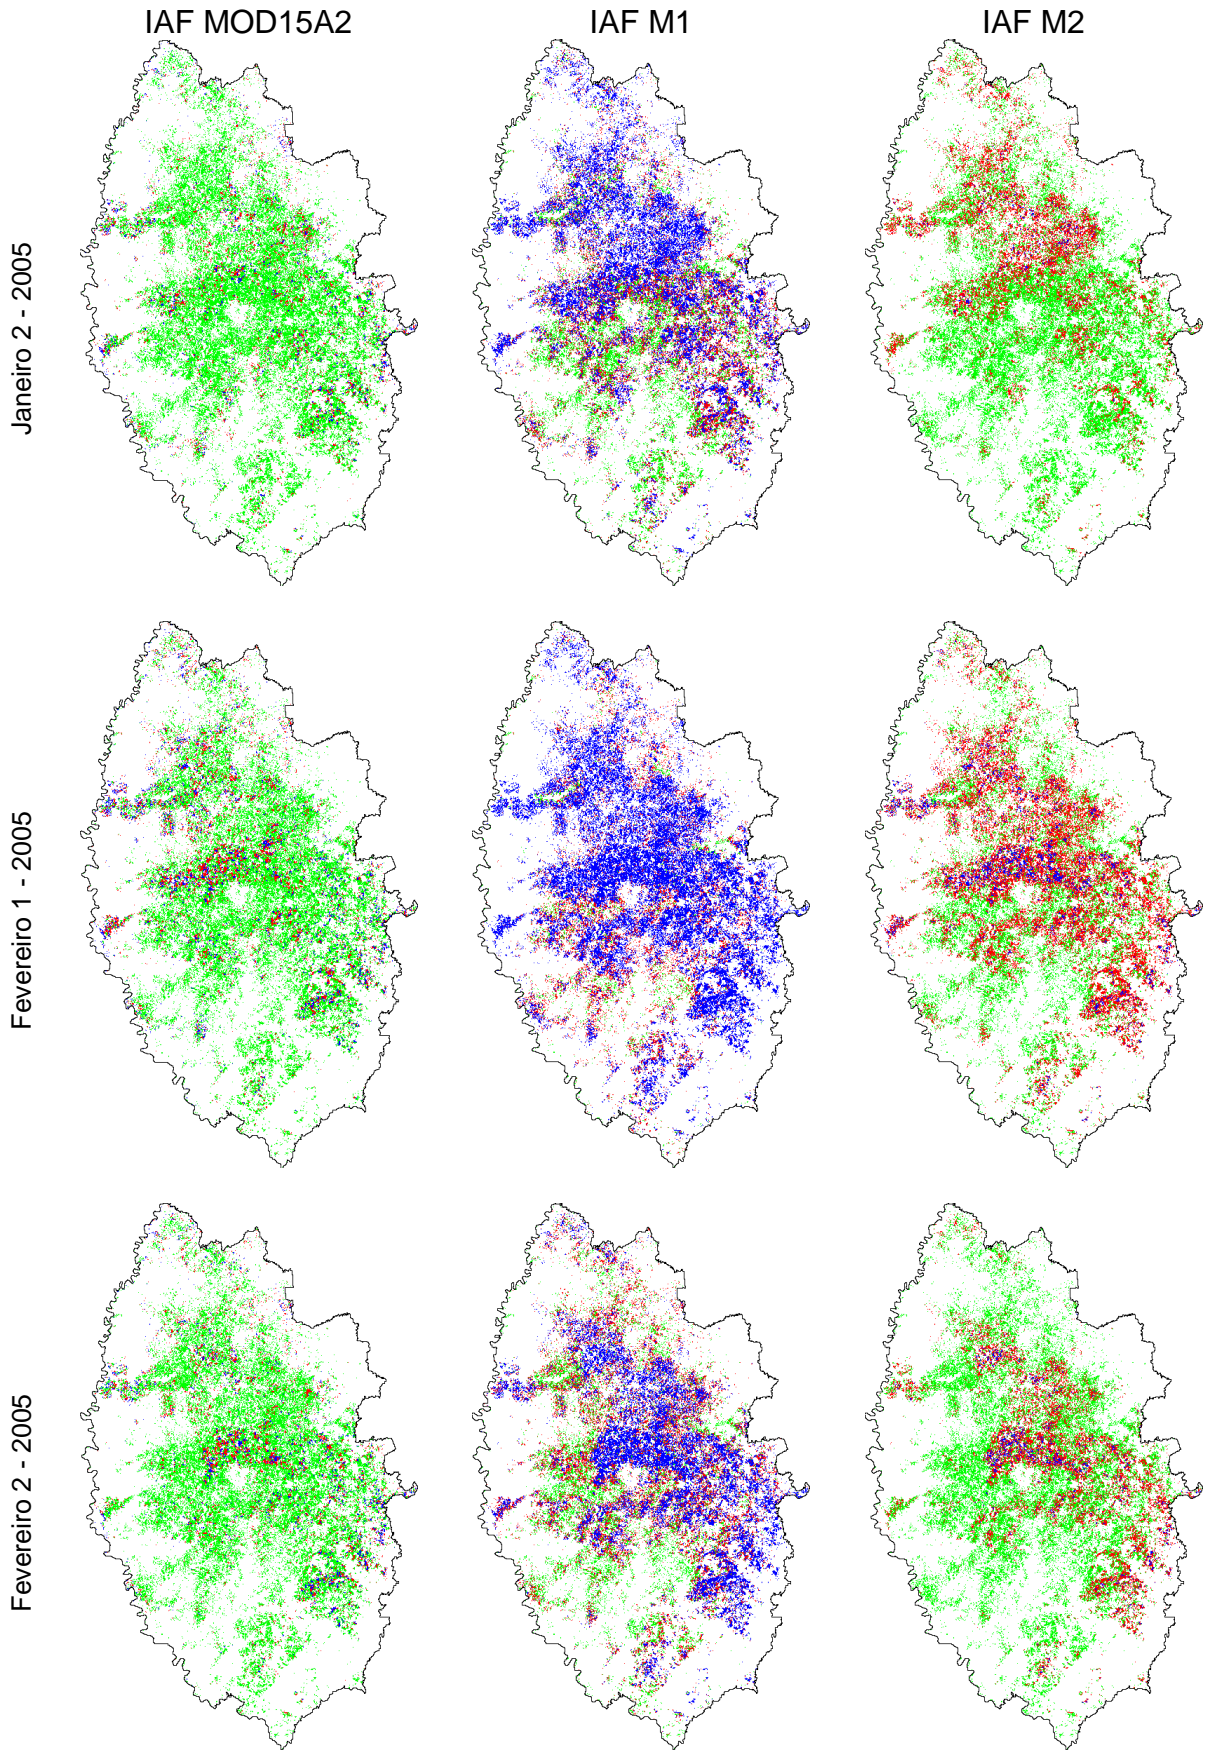 IAF MOD15A2
IAF M1
IAF M2
Janeiro 2 - 2005
Fevereiro 1 - 2005
Fevereiro 2 - 2005